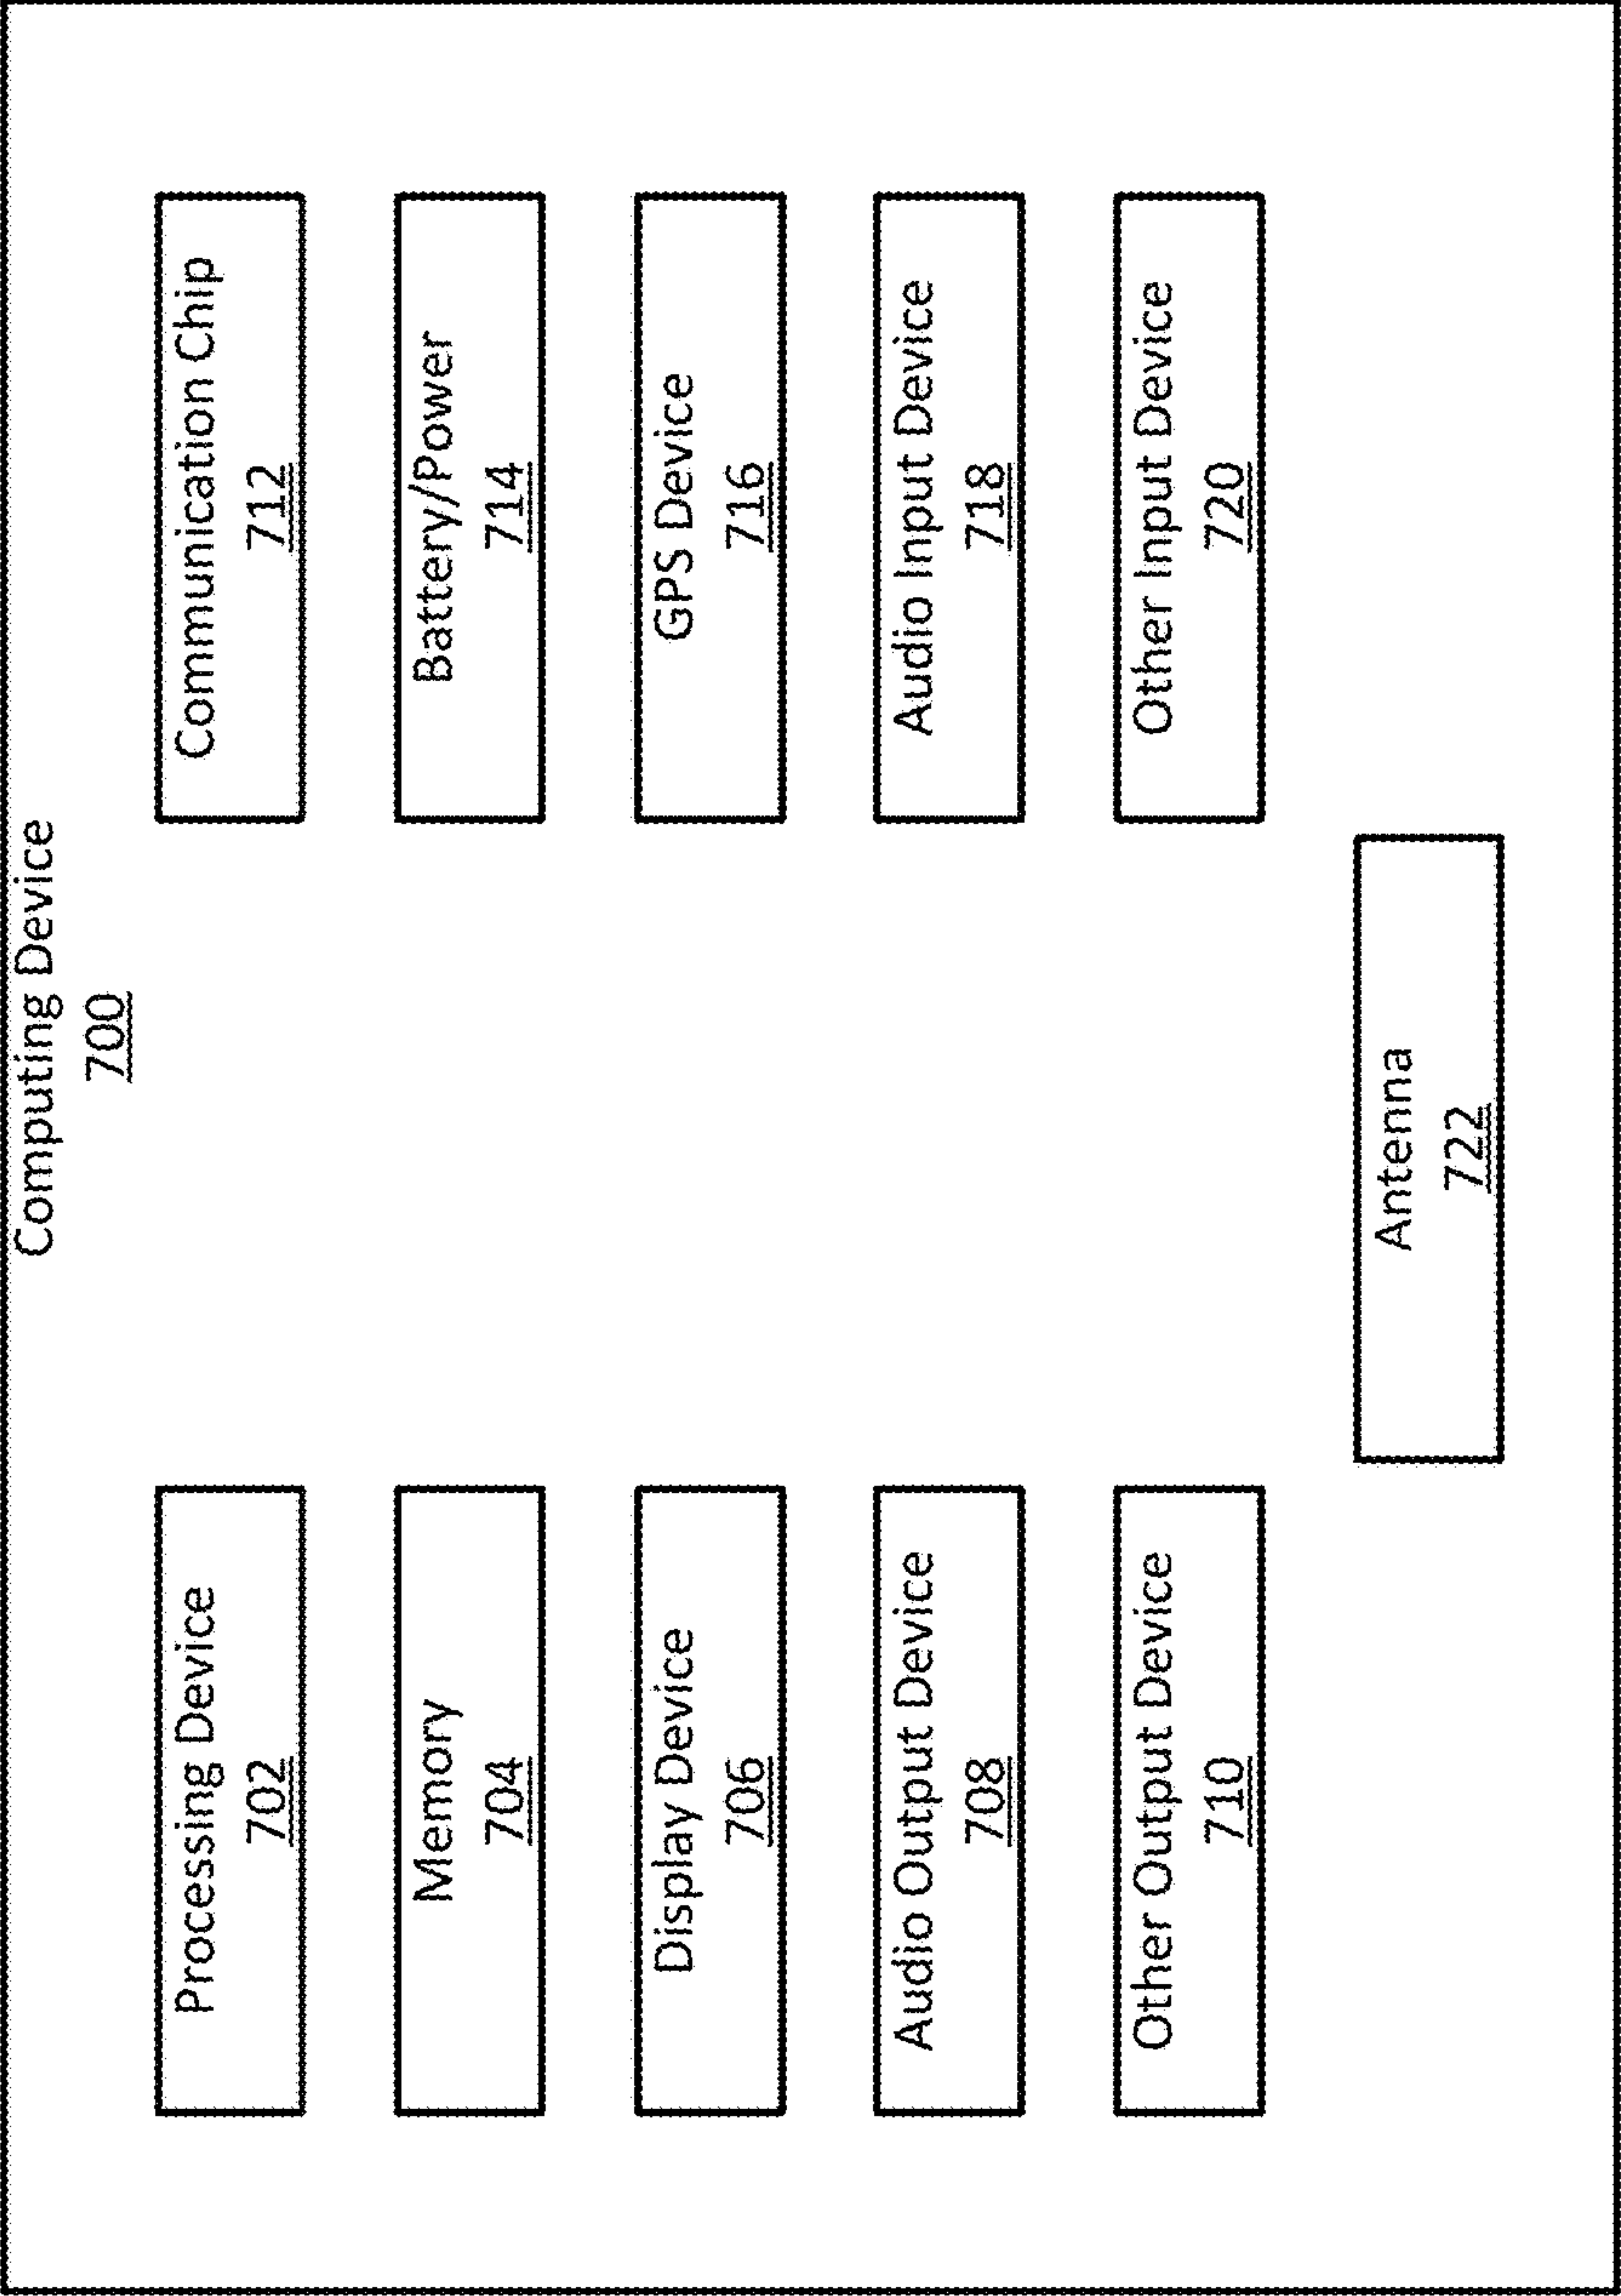 Computing Device
700
Processing Device
702
Memory
704
Display Device
706
Audio Output Device
708
Other Output Device
710
Communication Chip
712
Battery/Power
714
GPS Device
716
Audio Input Device
718
Other Input Device
720
Antenna
722